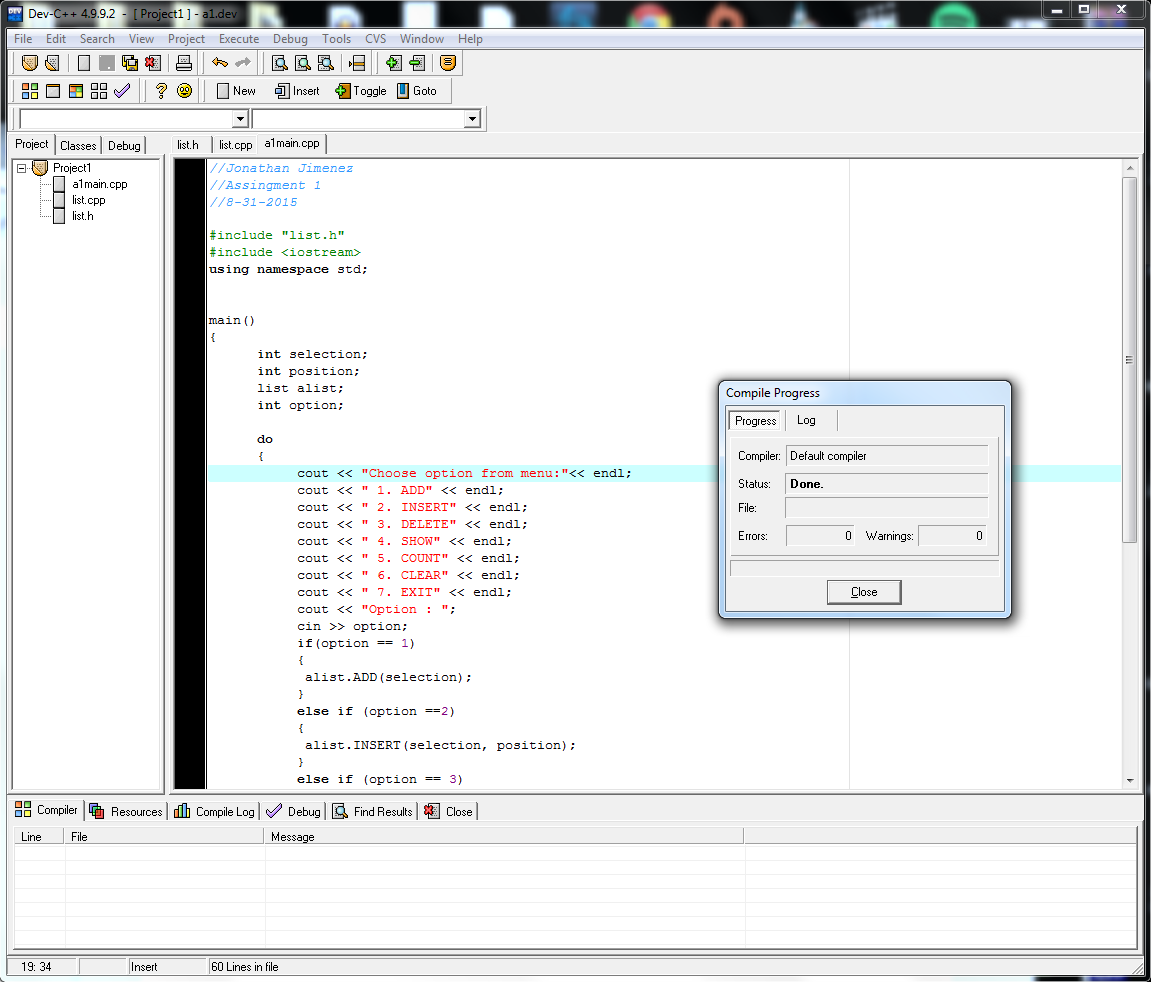 Dev-C++ 4.9.9.2 - [ Project1 ] - a1.dev
File Edit Search View Project Execute Debug Tools CVS Window Help
New Insert Toggle Goto
Project Classes Debug
list.h list.cpp a1main.cpp
Project1
a1main.cpp
list.cpp
list.h
//Jonathan Jimenez
//Assingment 1
//8-31-2015
#include "list.h"
#include <iostream>
using namespace std;
main()
{
int selection;
int position;
list alist;
int option;
do
{
cout << "Choose option from menu:"<< endl;
cout << " 1. ADD" << endl;
cout << " 2. INSERT" << endl;
cout << " 3. DELETE" << endl;
cout << " 4. SHOW" << endl;
cout << " 5. COUNT" << endl;
cout << " 6. CLEAR" << endl;
cout << " 7. EXIT" << endl;
cout << "Option : ";
cin >> option;
if(option == 1)
{
alist.ADD(selection);
}
else if (option ==2)
{
alist.INSERT(selection, position);
}
else if (option == 3)
Compile Progress
Progress Log
Compiler: Default compiler
Status: Done.
File:
Errors: 0 Warnings: 0
Close
Compiler Resources Compile Log Debug Find Results Close
Line File Message
19: 34 Insert 60 Lines in file